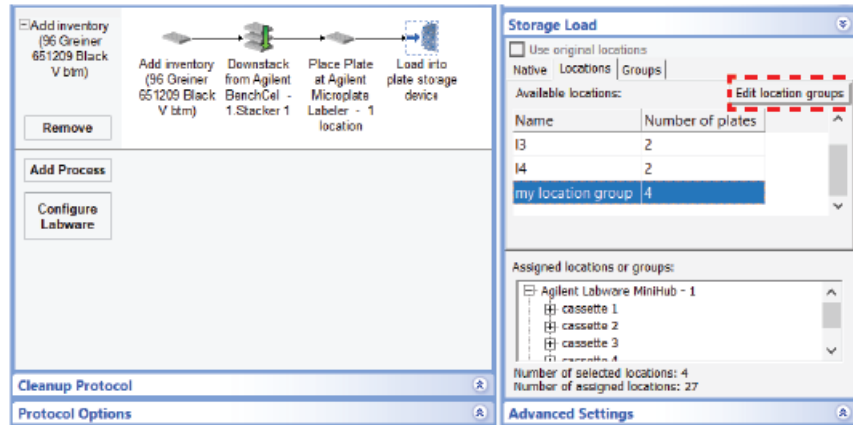 Add inventory
(96 Greiner
651209 Black
V btm)
Remove
Add inventory
(96 Greiner
651209 Black
V btm)
Downstack
from Agilent
BenchCel -
1.Stacker 1
Place Plate
at Agilent
Microplate
Labeler - 1
location
Load into
plate storage
device
Add Process
Configure
Labware
Cleanup Protocol
Protocol Options
Storage Load
Use original locations
Native Locations Groups
Available locations: Edit location groups
Name Number of plates
l3 2
l4 2
my location group 4
Assigned locations or groups:
Agilent Labware MiniHub - 1
cassette 1
cassette 2
cassette 3
cassette 4
Number of selected locations: 4
Number of assigned locations: 27
Advanced Settings